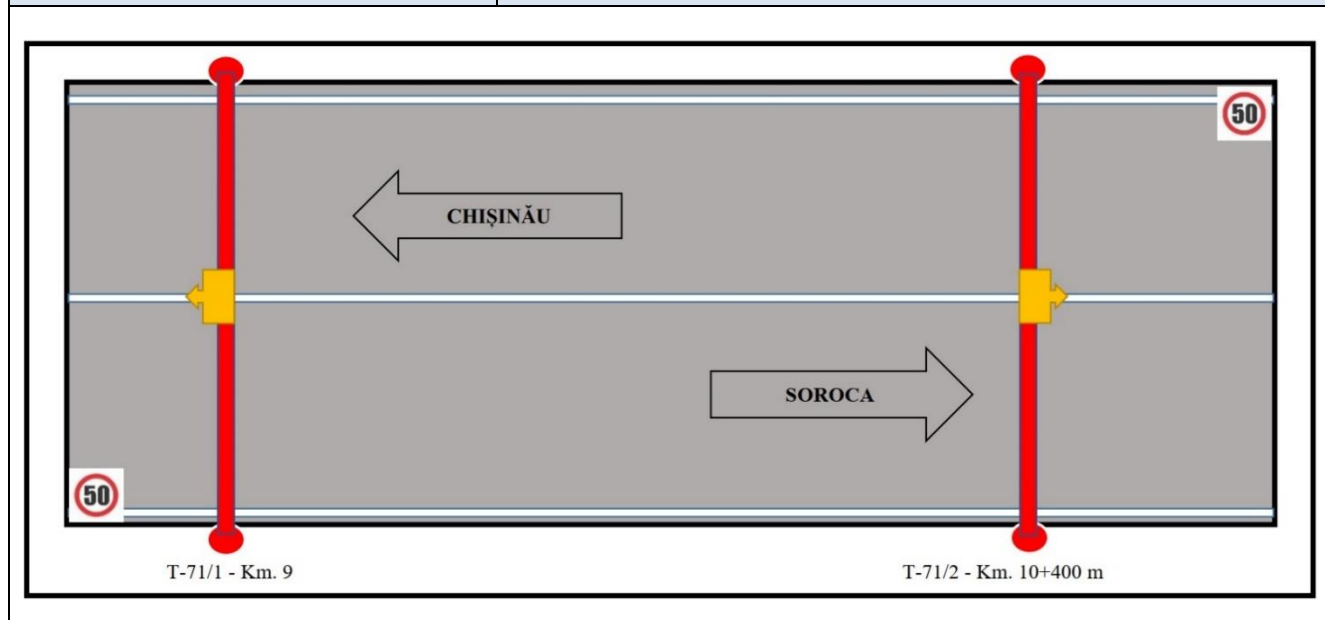 50
CHIȘINĂU
SOROCA
50
T-71/1 - Km. 9
T-71/2 - Km. 10+400 m